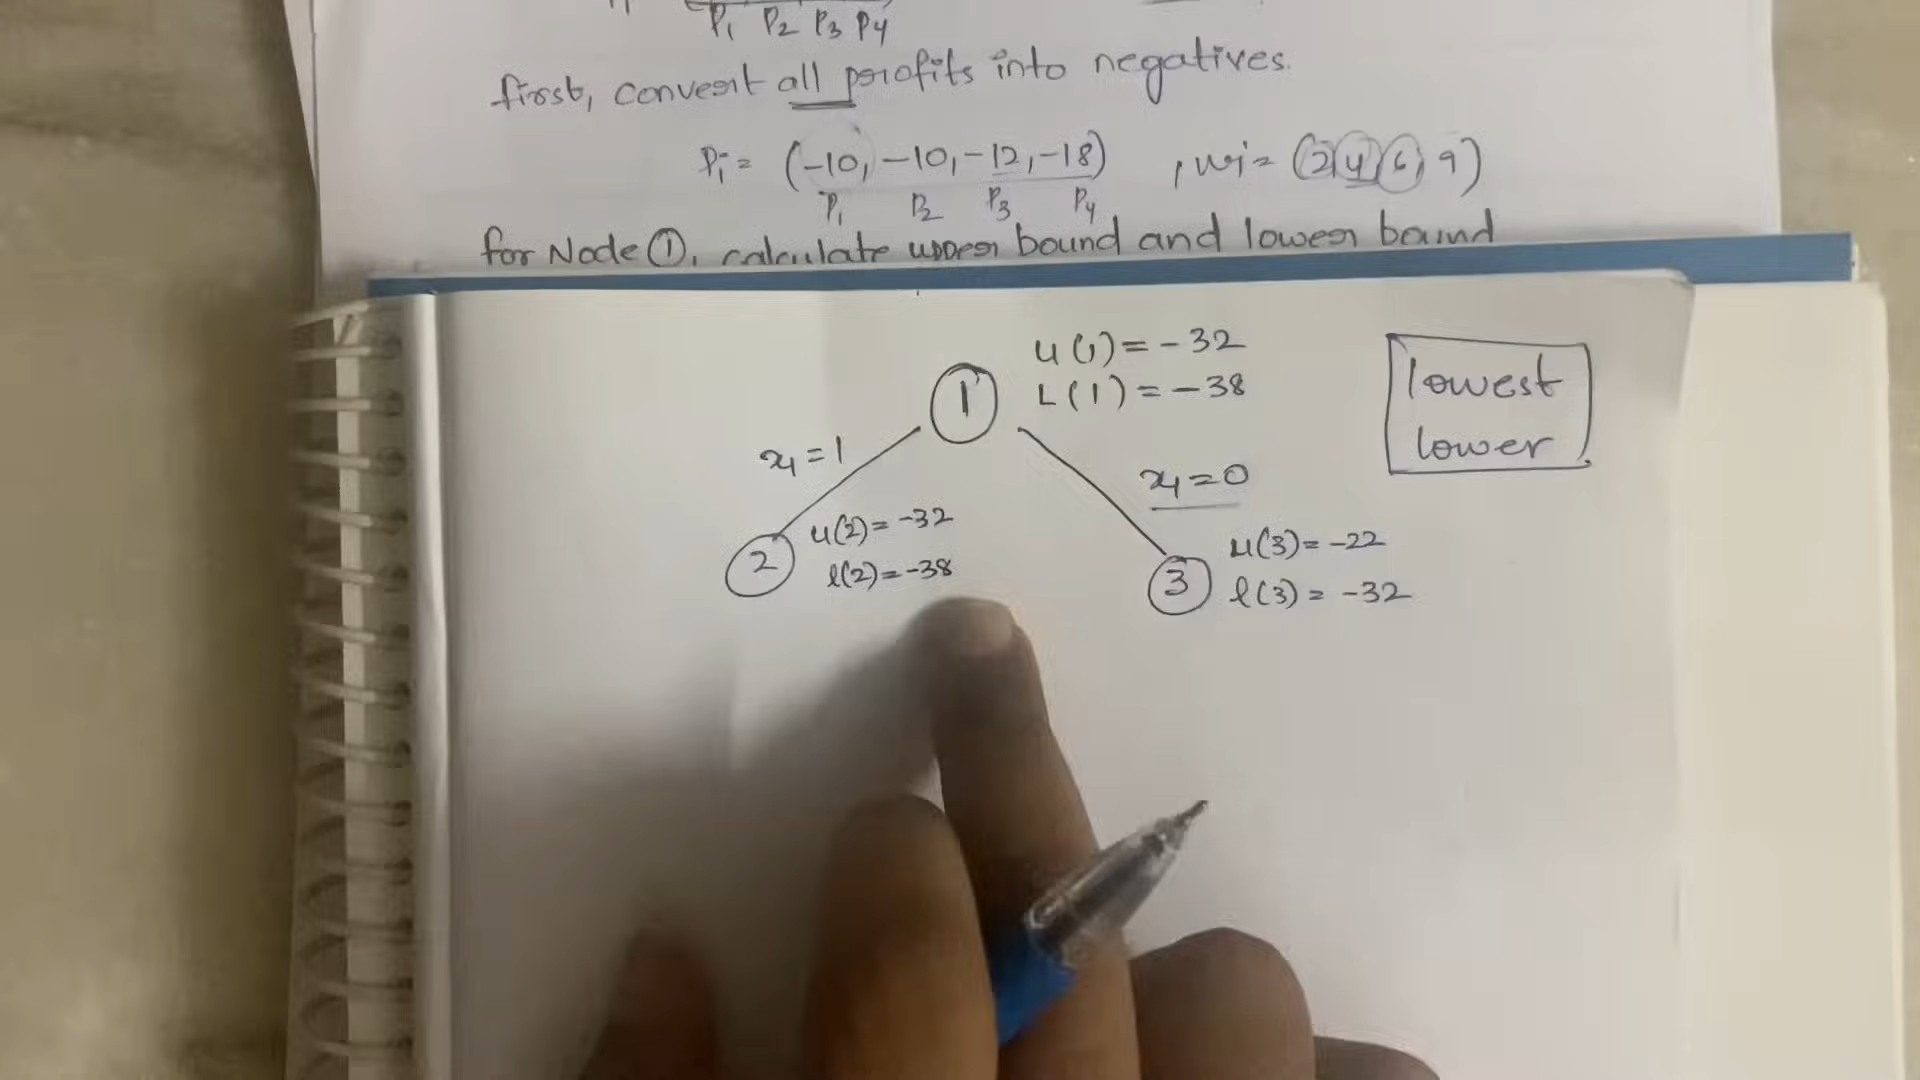 P1 P2 P3 P4
first, convert all profits into negatives.
Pi = (-10, -10, -12, -18) , wi = (2, 4, 6, 9)
P1 P2 P3 P4
for Node ①, calculate upper bound and lower bound
u(1) = -32
L(1) = -38
1
lowest
lower
x1 = 1
x1 = 0
2
u(2) = -32
l(2) = -38
3
u(3) = -22
l(3) = -32